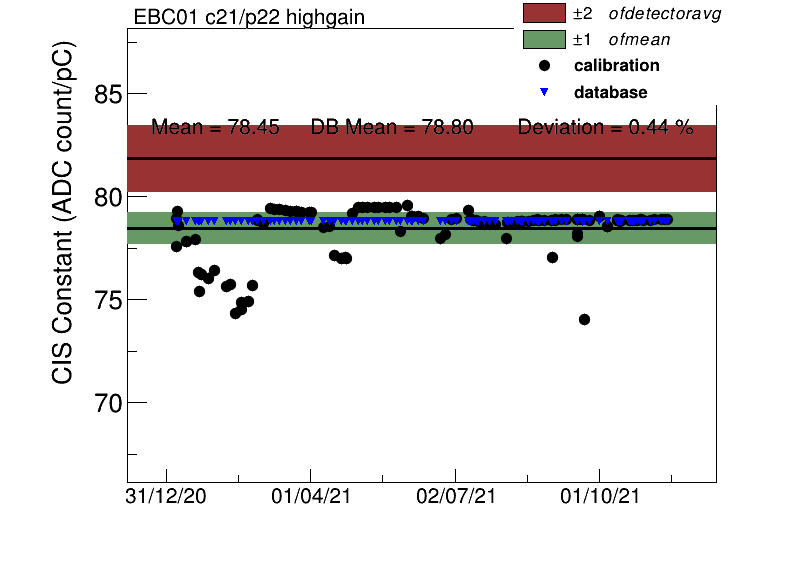 EBC01 c21/p22 highgain
±2 ofdetectoravg
±1 ofmean
calibration
database
Mean = 78.45 DB Mean = 78.80 Deviation = 0.44 %
CIS Constant (ADC count/pC)
85
80
75
70
31/12/20 01/04/21 02/07/21 01/10/21